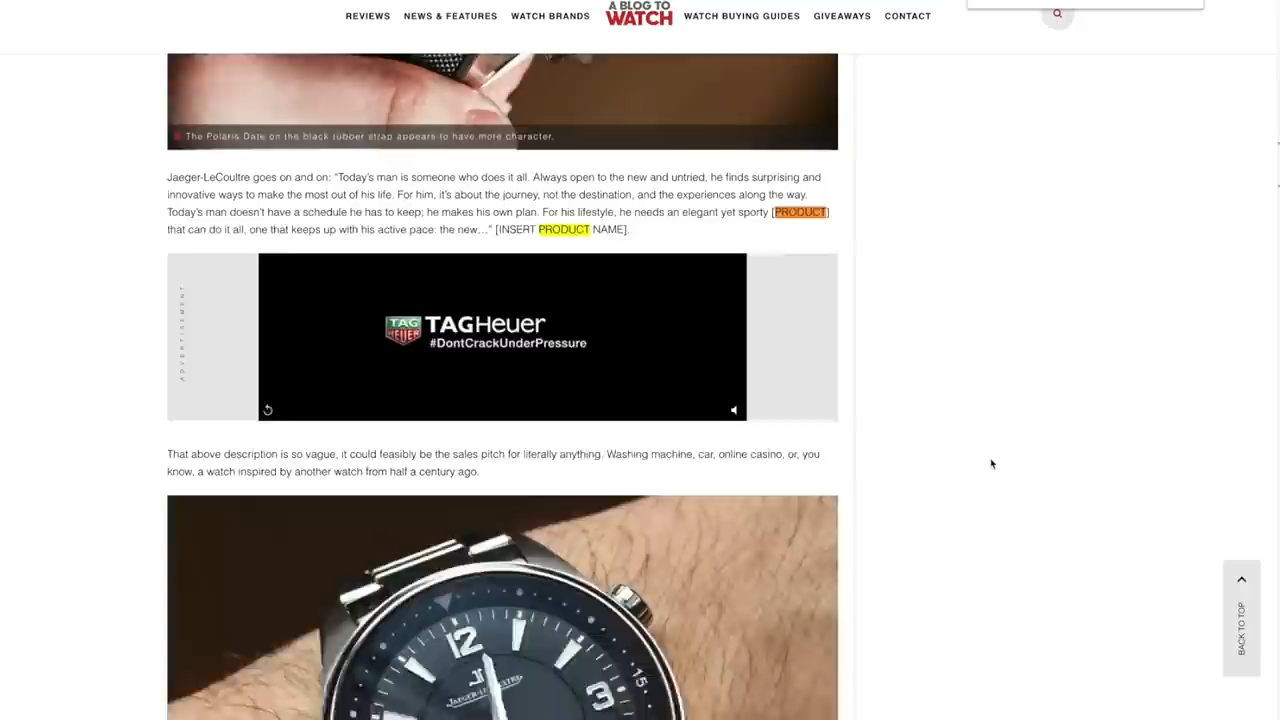 REVIEWS NEWS & FEATURES WATCH BRANDS A BLOG TO WATCH WATCH BUYING GUIDES GIVEAWAYS CONTACT
The Polaris Date on the black rubber strap appears to have more character.
Jaeger-LeCoultre goes on and on: “Today’s man is someone who does it all. Always open to the new and untried, he finds surprising and
innovative ways to make the most out of his life. For him, it’s about the journey, not the destination, and the experiences along the way.
Today’s man doesn’t have a schedule he has to keep; he makes his own plan. For his lifestyle, he needs an elegant yet sporty [PRODUCT]
that can do it all, one that keeps up with his active pace: the new…” [INSERT PRODUCT NAME].
ADVERTISEMENT
TAG HEUER
TAGHeuer
#DontCrackUnderPressure
That above description is so vague, it could feasibly be the sales pitch for literally anything. Washing machine, car, online casino, or, you
know, a watch inspired by another watch from half a century ago.
12
JAEGER-LECOULTRE
3
15
BACK TO TOP